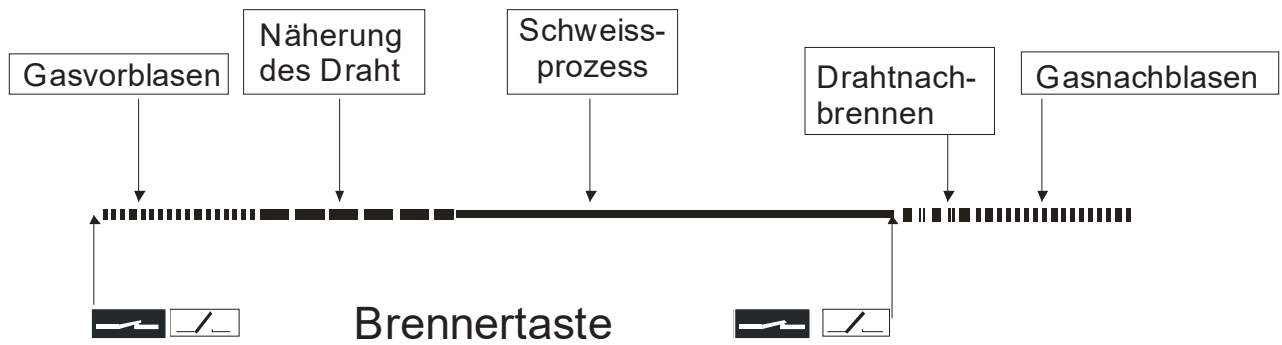 Gasvorblasen
Näherung
des Draht
Schweiss-
prozess
Drahtnach-
brennen
Gasnachblasen
Brennertaste